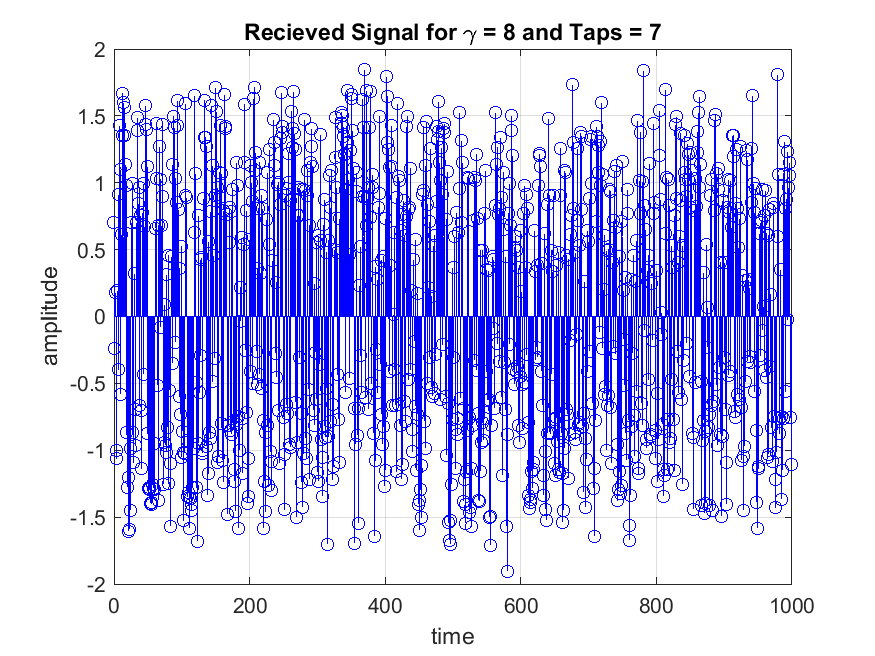 Recieved Signal for γ = 8 and Taps = 7
2
1.5
1
0.5
0
-0.5
-1
-1.5
-2
amplitude
0 200 400 600 800 1000
time